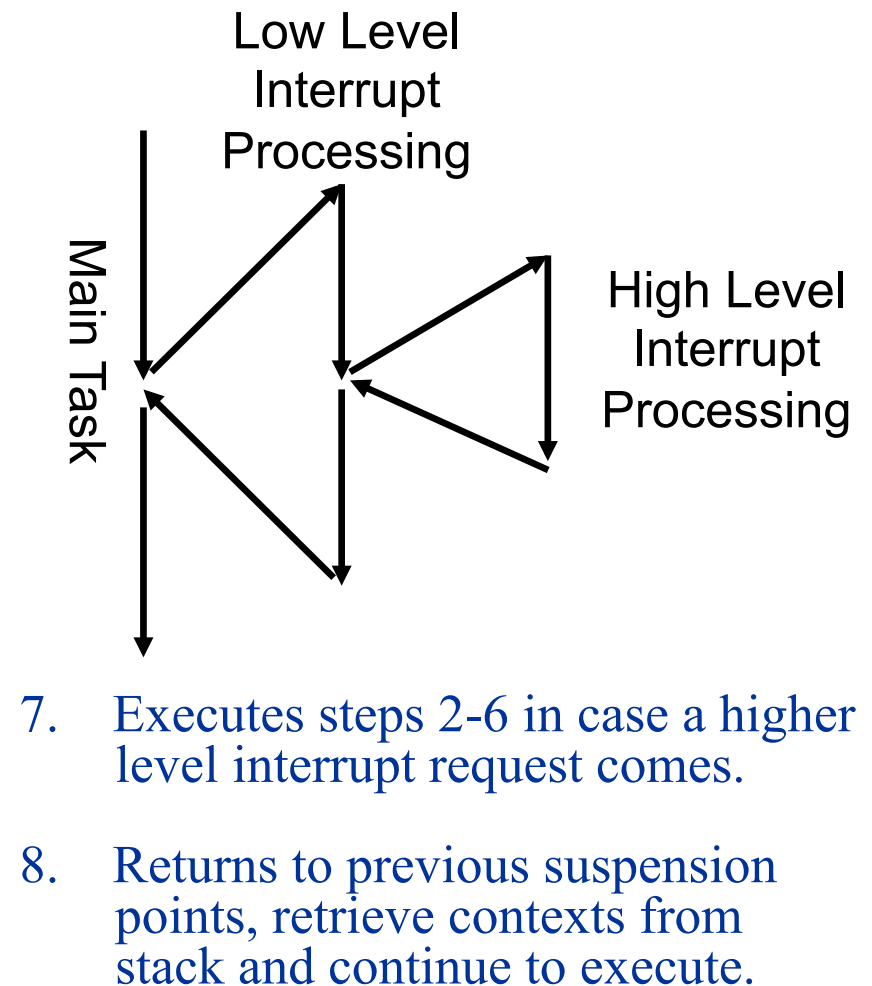 Low Level
Interrupt
Processing
Main Task
High Level
Interrupt
Processing
7. Executes steps 2-6 in case a higher
level interrupt request comes.
8. Returns to previous suspension
points, retrieve contexts from
stack and continue to execute.